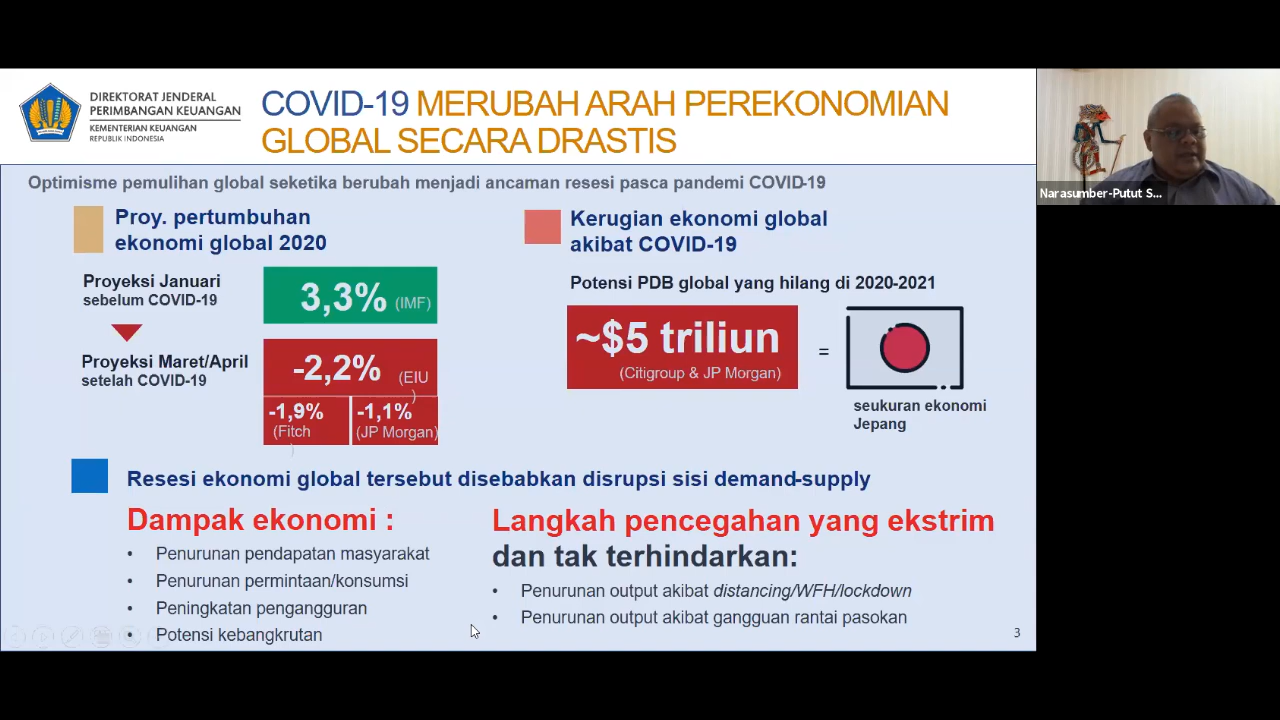 DIREKTORAT JENDERAL
PERIMBANGAN KEUANGAN
KEMENTERIAN KEUANGAN
REPUBLIK INDONESIA
COVID-19 MERUBAH ARAH PEREKONOMIAN
GLOBAL SECARA DRASTIS
Narasumber-Putut S...
Optimisme pemulihan global seketika berubah menjadi ancaman resesi pasca pandemi COVID-19
Proy. pertumbuhan
ekonomi global 2020
Proyeksi Januari
sebelum COVID-19
3,3% (IMF)
Proyeksi Maret/April
setelah COVID-19
-2,2% (EIU
)
-1,9%
(Fitch
)
-1,1%
(JP Morgan)
Kerugian ekonomi global
akibat COVID-19
Potensi PDB global yang hilang di 2020-2021
~$5 triliun
(Citigroup & JP Morgan)
=
seukuran ekonomi
Jepang
Resesi ekonomi global tersebut disebabkan disrupsi sisi demand-supply
Dampak ekonomi :
• Penurunan pendapatan masyarakat
• Penurunan permintaan/konsumsi
• Peningkatan pengangguran
• Potensi kebangkrutan
Langkah pencegahan yang ekstrim
dan tak terhindarkan:
• Penurunan output akibat distancing/WFH/lockdown
• Penurunan output akibat gangguan rantai pasokan
3